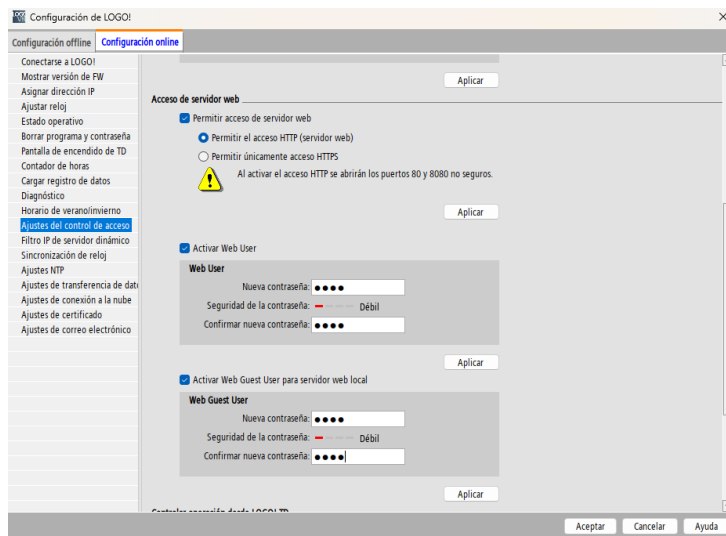 Configuración de LOGO!
Configuración offline
Configuración online
Conectarse a LOGO!
Mostrar versión de FW
Asignar dirección IP
Ajustar reloj
Estado operativo
Borrar programa y contraseña
Pantalla de encendido de TD
Contador de horas
Cargar registro de datos
Diagnóstico
Horario de verano/invierno
Ajustes del control de acceso
Filtro IP de servidor dinámico
Sincronización de reloj
Ajustes NTP
Ajustes de transferencia de dat
Ajustes de conexión a la nube
Ajustes de certificado
Ajustes de correo electrónico
Aplicar
Acceso de servidor web
Permitir acceso de servidor web
Permitir el acceso HTTP (servidor web)
Permitir únicamente acceso HTTPS
Al activar el acceso HTTP se abrirán los puertos 80 y 8080 no seguros.
Aplicar
Activar Web User
Web User
Nueva contraseña:
Seguridad de la contraseña: Débil
Confirmar nueva contraseña:
Aplicar
Activar Web Guest User para servidor web local
Web Guest User
Nueva contraseña:
Seguridad de la contraseña: Débil
Confirmar nueva contraseña:
Aplicar
Controlar operación desde LOGO! TD
Aceptar
Cancelar
Ayuda